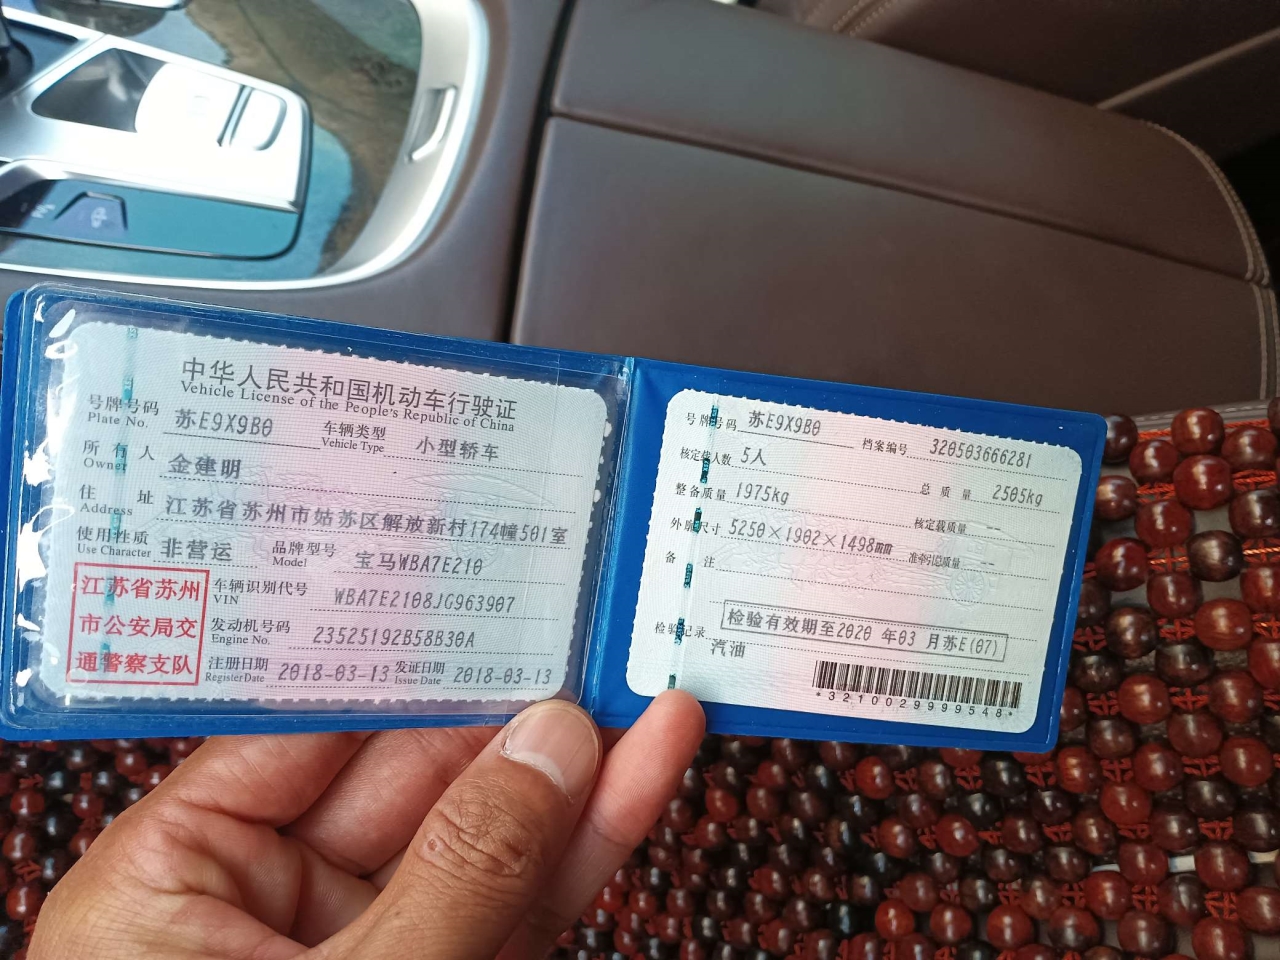 中华人民共和国机动车行驶证
Vehicle License of the People's Republic of China
号牌号码 苏E9X9B0 车辆类型 小型轿车
Plate No. Vehicle Type
所有人 金建明
Owner
住址 江苏省苏州市姑苏区解放新村174幢501室
Address
使用性质 非营运 品牌型号 宝马WBA7E210
Use Character Model
江苏省苏州
市公安局交
通警察支队
车辆识别代号 WBA7E2108JG963907
VIN
发动机号码 23525192B58B30A
Engine No.
注册日期 2018-03-13 发证日期 2018-03-13
Register Date Issue Date
号牌号码 苏E9X9B0 档案编号 320503666281
核定载人数 5人 总质量 2505kg
整备质量 1975kg 核定载质量 --
外廓尺寸 5250×1902×1498mm 准牵引总质量 --
备注
检验有效期至2020 年03 月苏E(07)
检验记录 汽油
*3210029999548*